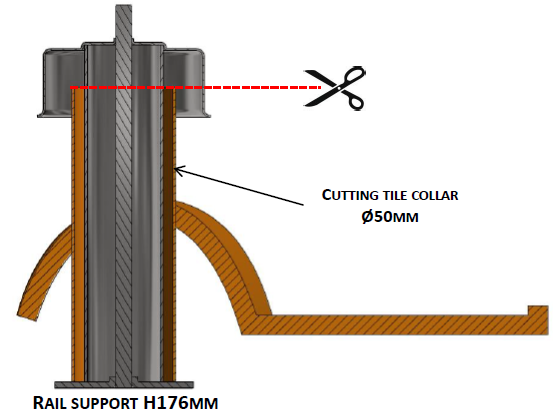 CUTTING TILE COLLAR
Ø50MM
RAIL SUPPORT H176MM